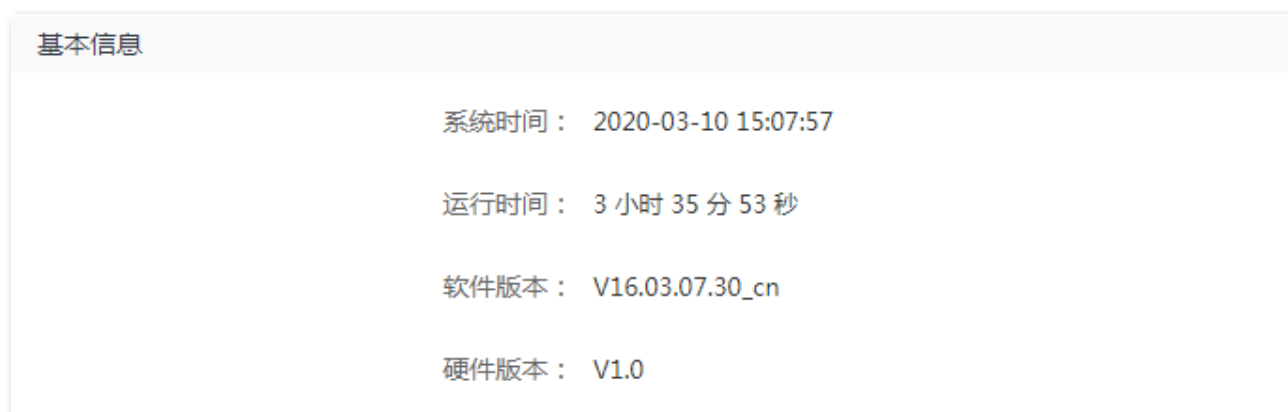 基本信息
系统时间： 2020-03-10 15:07:57
运行时间： 3 小时 35 分 53 秒
软件版本： V16.03.07.30_cn
硬件版本： V1.0